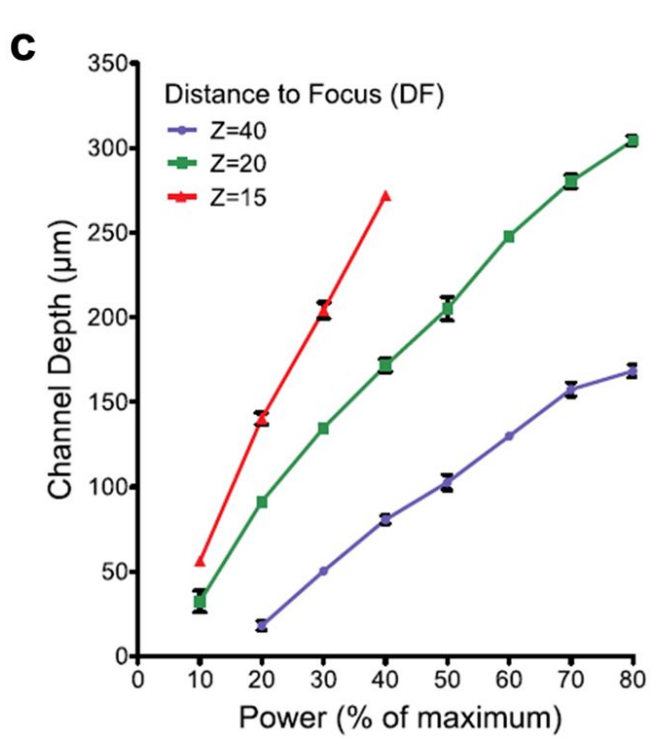 c
Distance to Focus (DF)
Z=40
Z=20
Z=15
Channel Depth (µm)
350
300
250
200
150
100
50
0
0 10 20 30 40 50 60 70 80
Power (% of maximum)